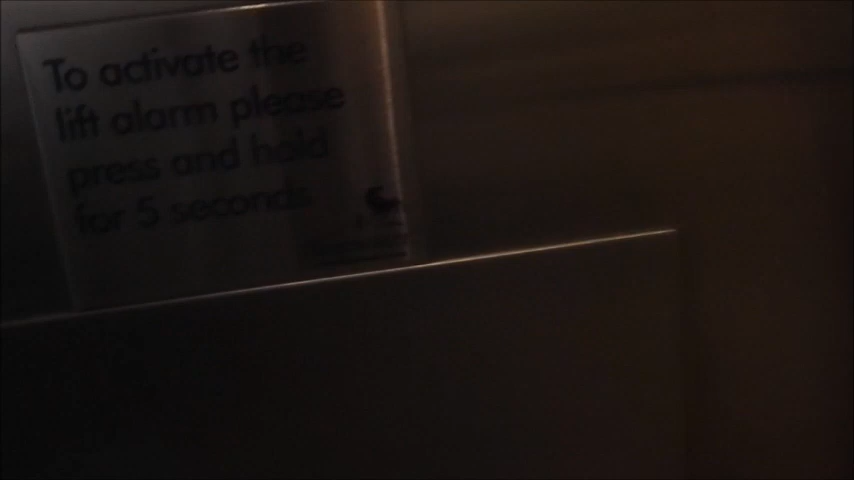 To activate the
lift alarm please
press and hold
for 5 seconds